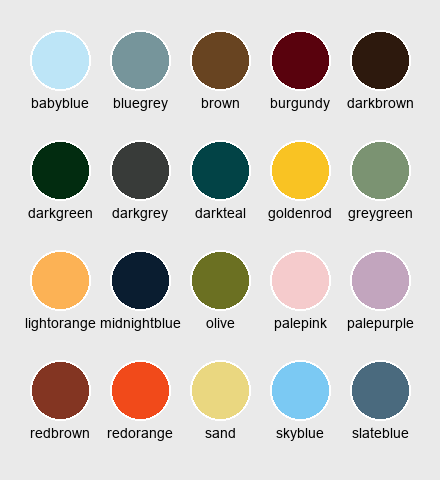 babyblue bluegrey brown burgundy darkbrown
darkgreen darkgrey darkteal goldenrod greygreen
lightorange midnightblue olive palepink palepurple
redbrown redorange sand skyblue slateblue